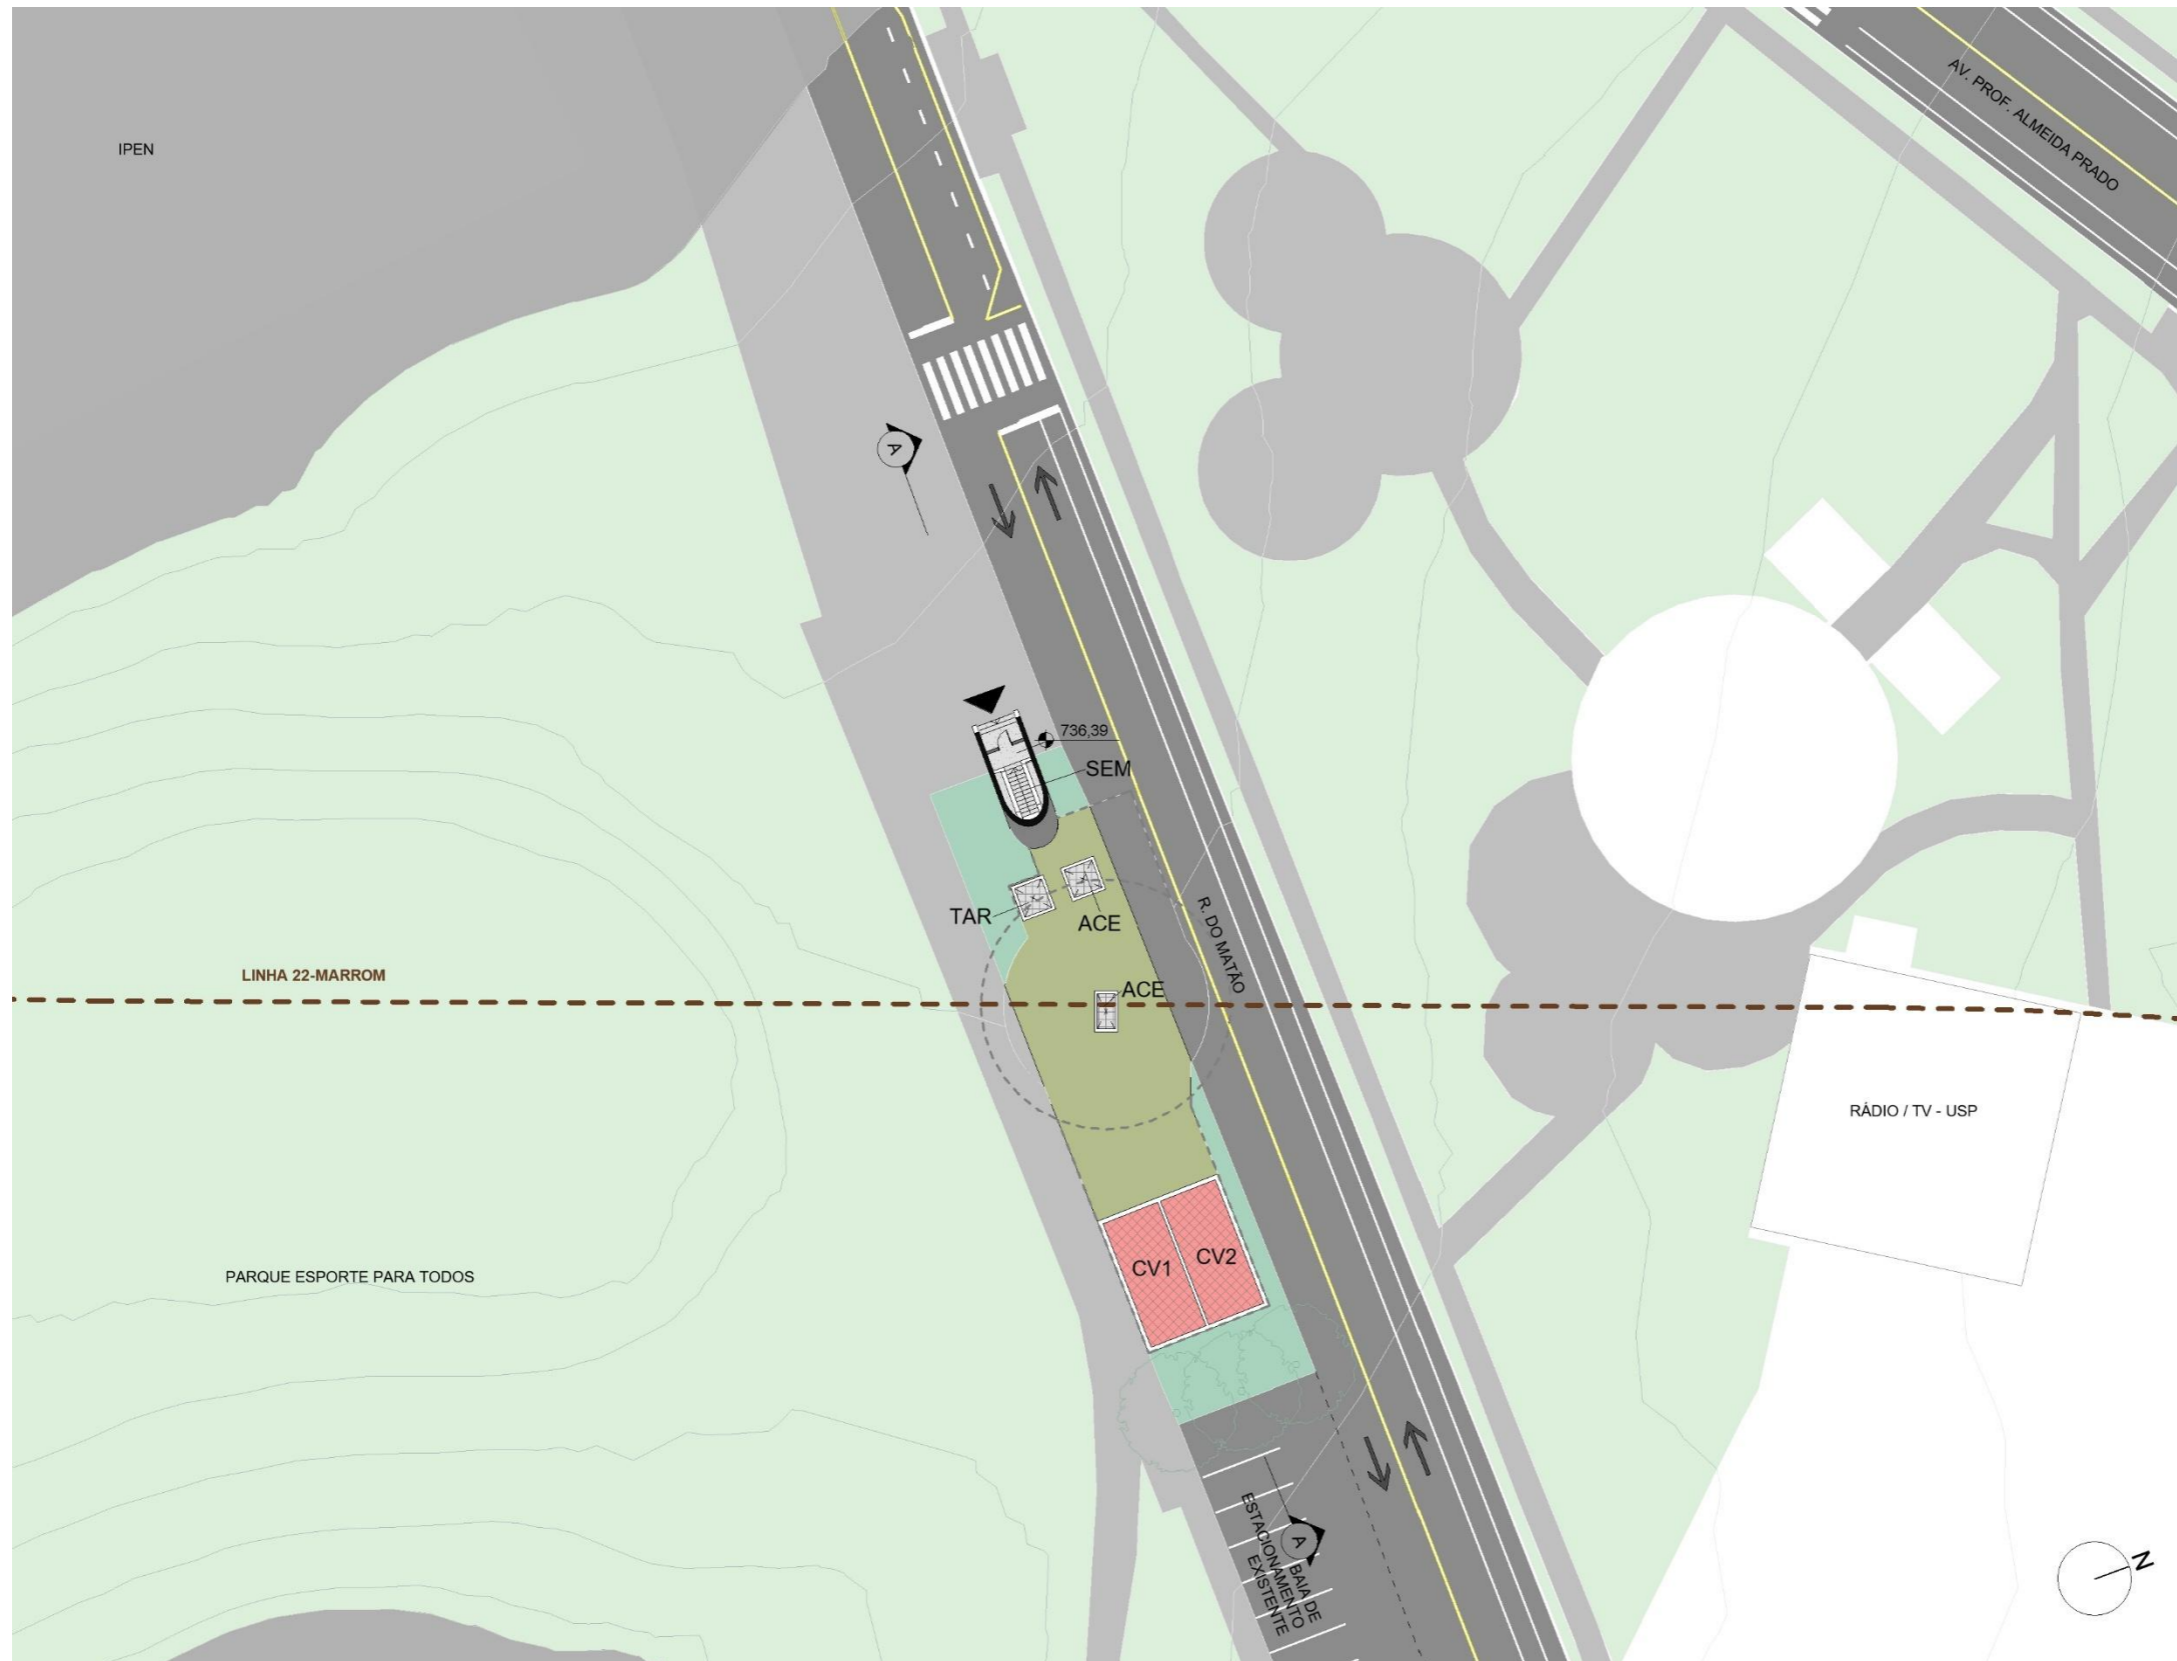 AV. PROF. ALMEIDA PRADO
IPEN
A
736,39
SEM
TAR
ACE
R. DO MATÃO
LINHA 22-MARROM
ACE
RÁDIO / TV - USP
CV2
CV1
PARQUE ESPORTE PARA TODOS
A
BAIA DE
ESTACIONAMENTO
EXISTENTE
N